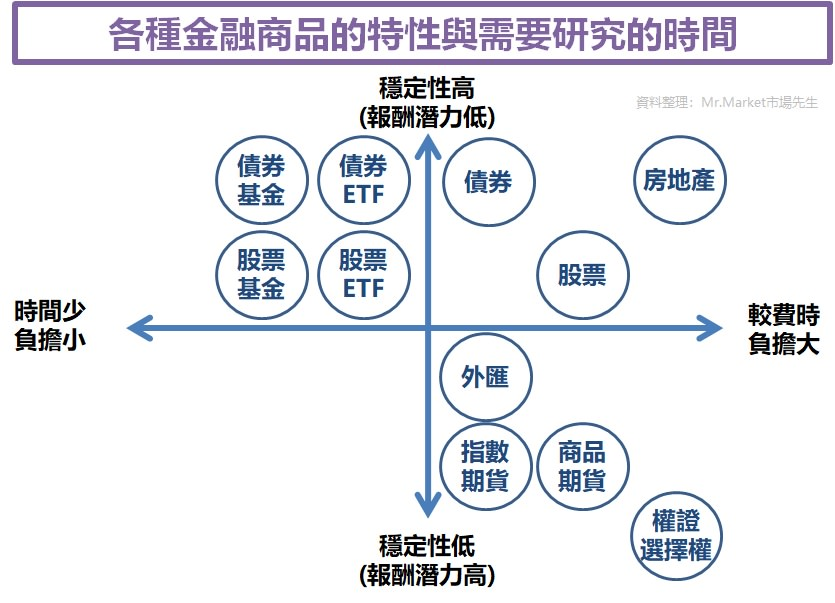 各種金融商品的特性與需要研究的時間
資料整理：Mr.Market市場先生
穩定性高
(報酬潛力低)
債券
基金
債券
ETF
債券
房地產
股票
基金
股票
ETF
股票
時間少
負擔小
較費時
負擔大
外匯
指數
期貨
商品
期貨
權證
選擇權
穩定性低
(報酬潛力高)